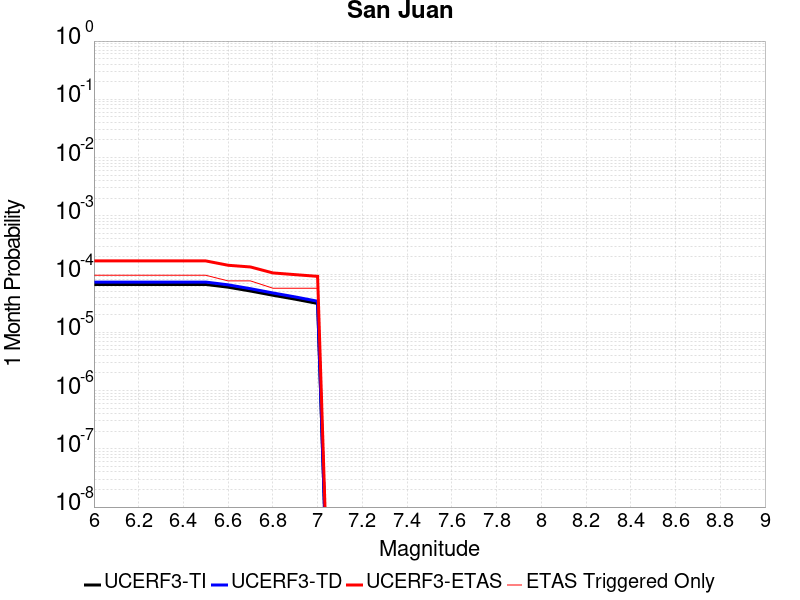 San Juan
10 0
10 -1
10 -2
10 -3
10 -4
10 -5
10 -6
10 -7
10 -8
1 Month Probability
6 6.2 6.4 6.6 6.8 7 7.2 7.4 7.6 7.8 8 8.2 8.4 8.6 8.8 9
Magnitude
UCERF3-TI UCERF3-TD UCERF3-ETAS ETAS Triggered Only